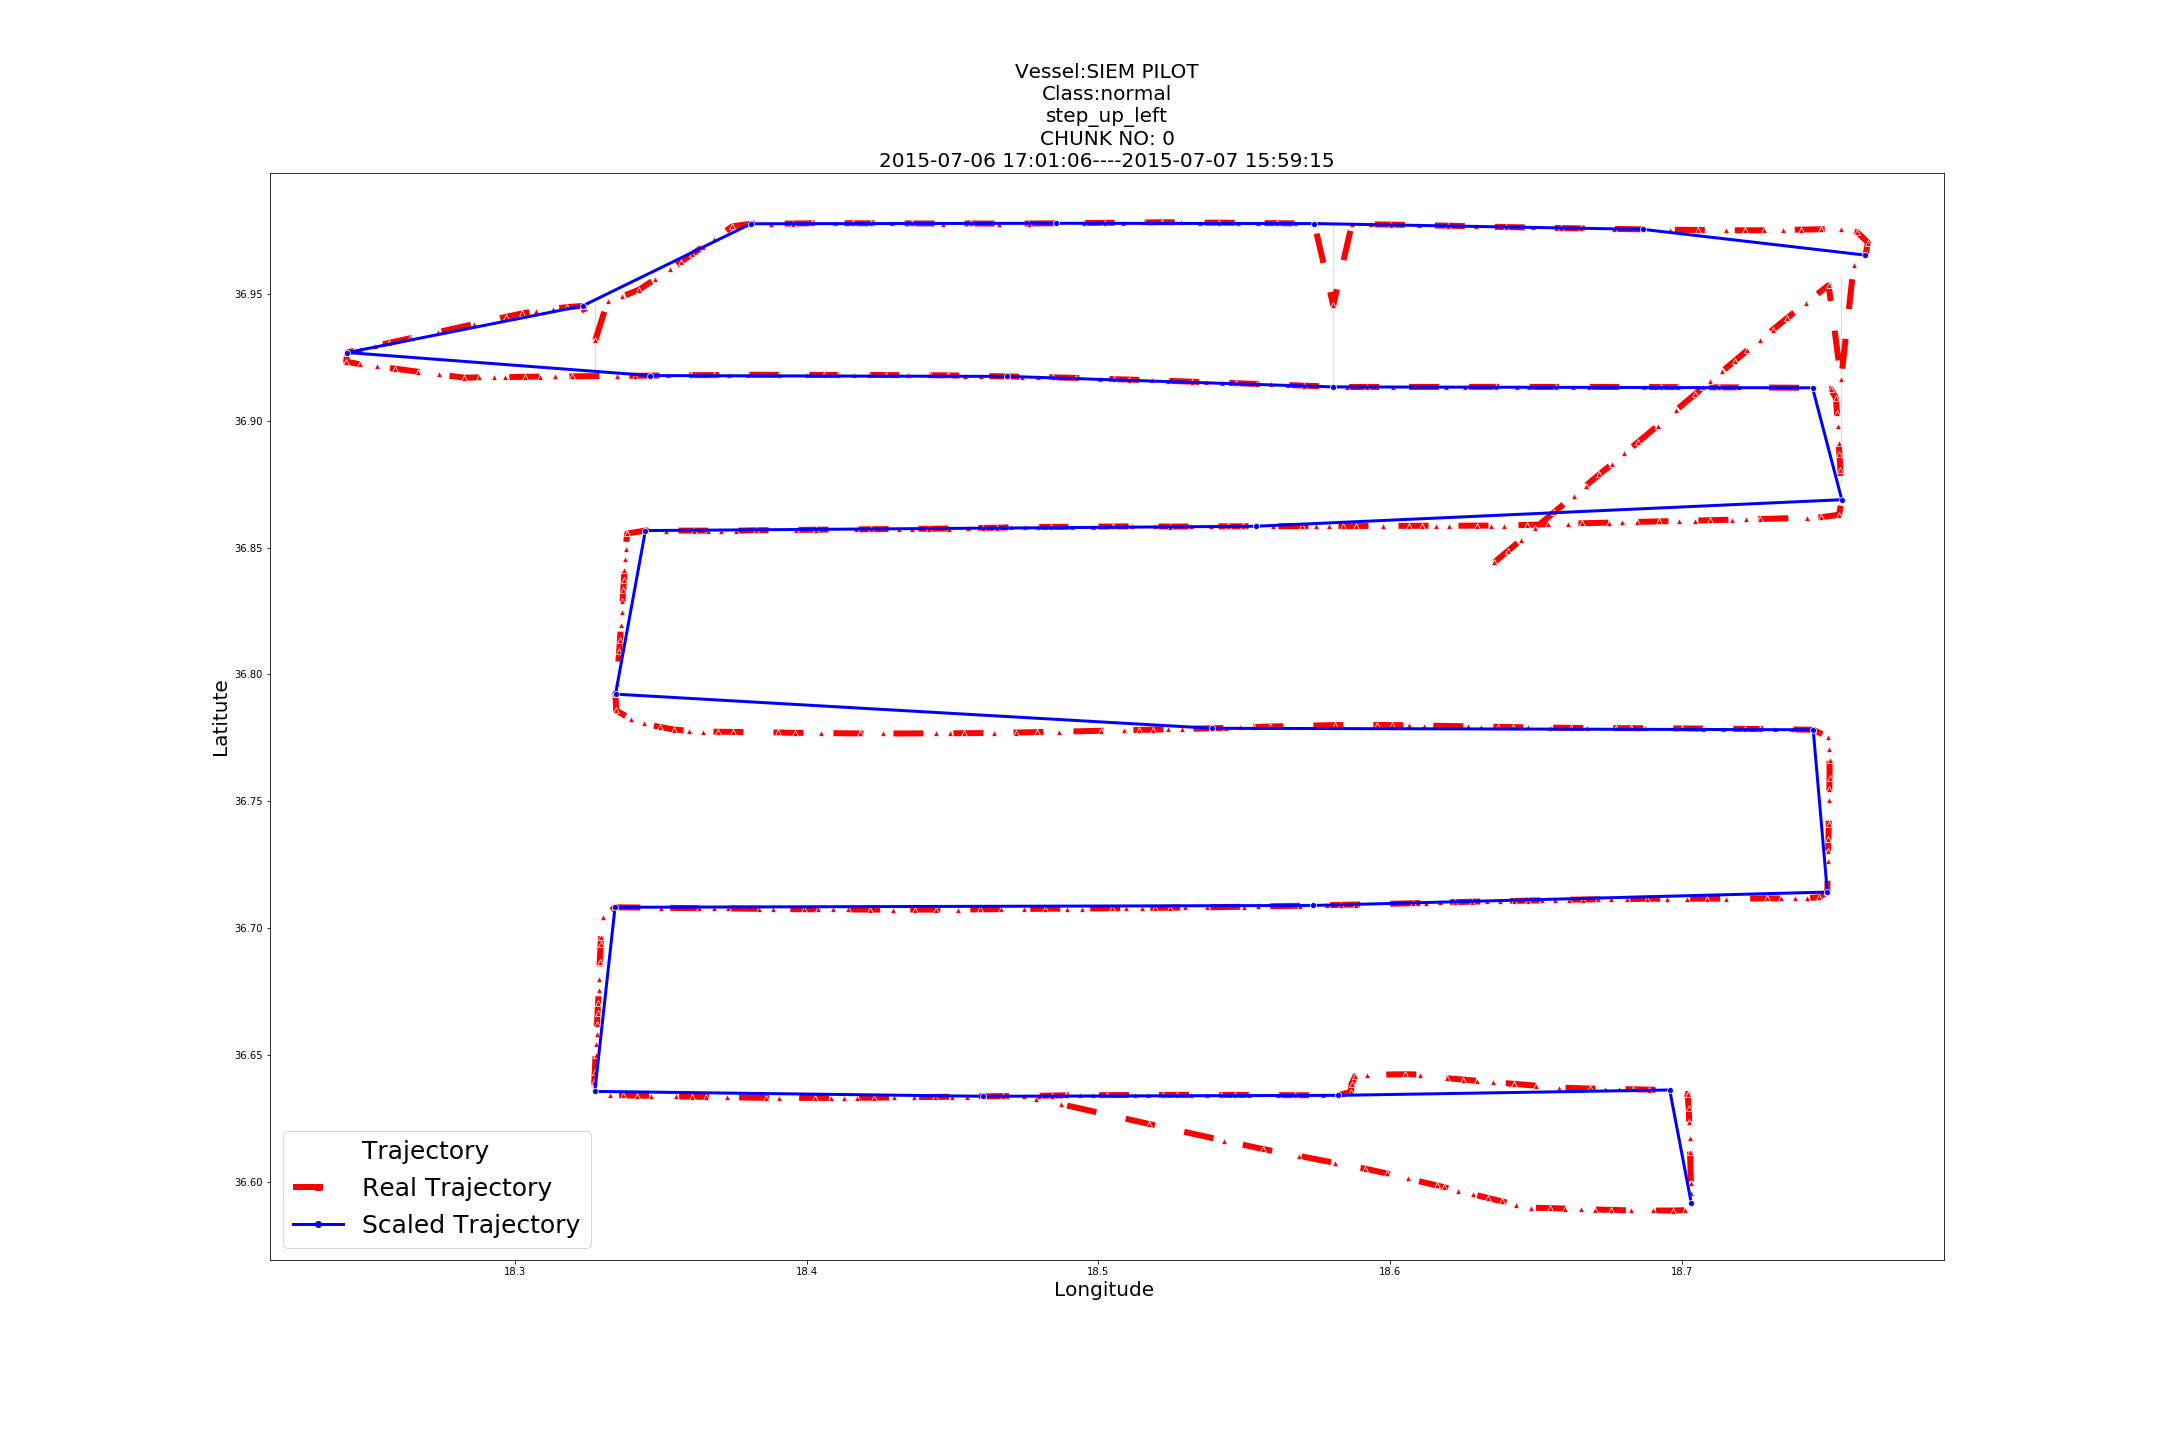 Vessel:SIEM PILOT
Class:normal
step_up_left
CHUNK NO: 0
2015-07-06 17:01:06----2015-07-07 15:59:15
36.95
36.90
36.85
36.80
36.75
36.70
36.65
36.60
Latitute
Trajectory
Real Trajectory
Scaled Trajectory
18.3
18.4
18.5
18.6
18.7
Longitude